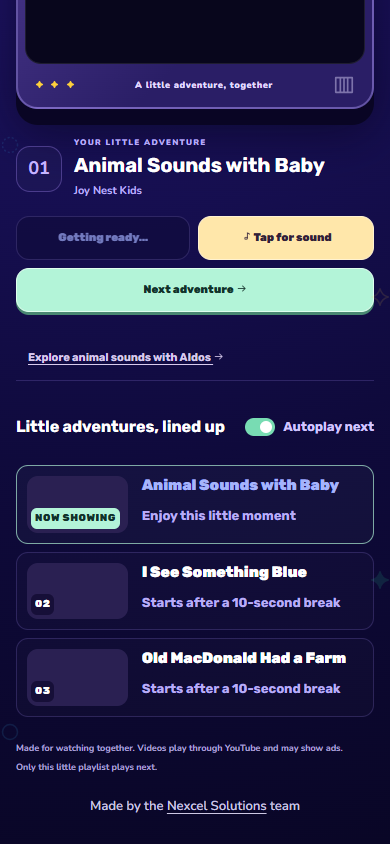 A little adventure, together
01
YOUR LITTLE ADVENTURE
Animal Sounds with Baby
Joy Nest Kids
Getting ready...
♪ Tap for sound
Next adventure →
Explore animal sounds with Aldos →
Little adventures, lined up
Autoplay next
NOW SHOWING
Animal Sounds with Baby
Enjoy this little moment
02
I See Something Blue
Starts after a 10-second break
03
Old MacDonald Had a Farm
Starts after a 10-second break
Made for watching together. Videos play through YouTube and may show ads.
Only this little playlist plays next.
Made by the Nexcel Solutions team